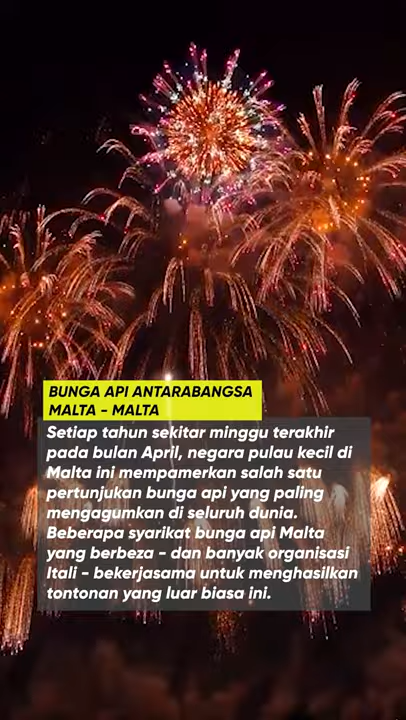 BUNGA API ANTARABANGSA
MALTA - MALTA
Setiap tahun sekitar minggu terakhir
pada bulan April, negara pulau kecil di
Malta ini mempamerkan salah satu
pertunjukan bunga api yang paling
mengagumkan di seluruh dunia.
Beberapa syarikat bunga api Malta
yang berbeza - dan banyak organisasi
Itali - bekerjasama untuk menghasilkan
tontonan yang luar biasa ini.